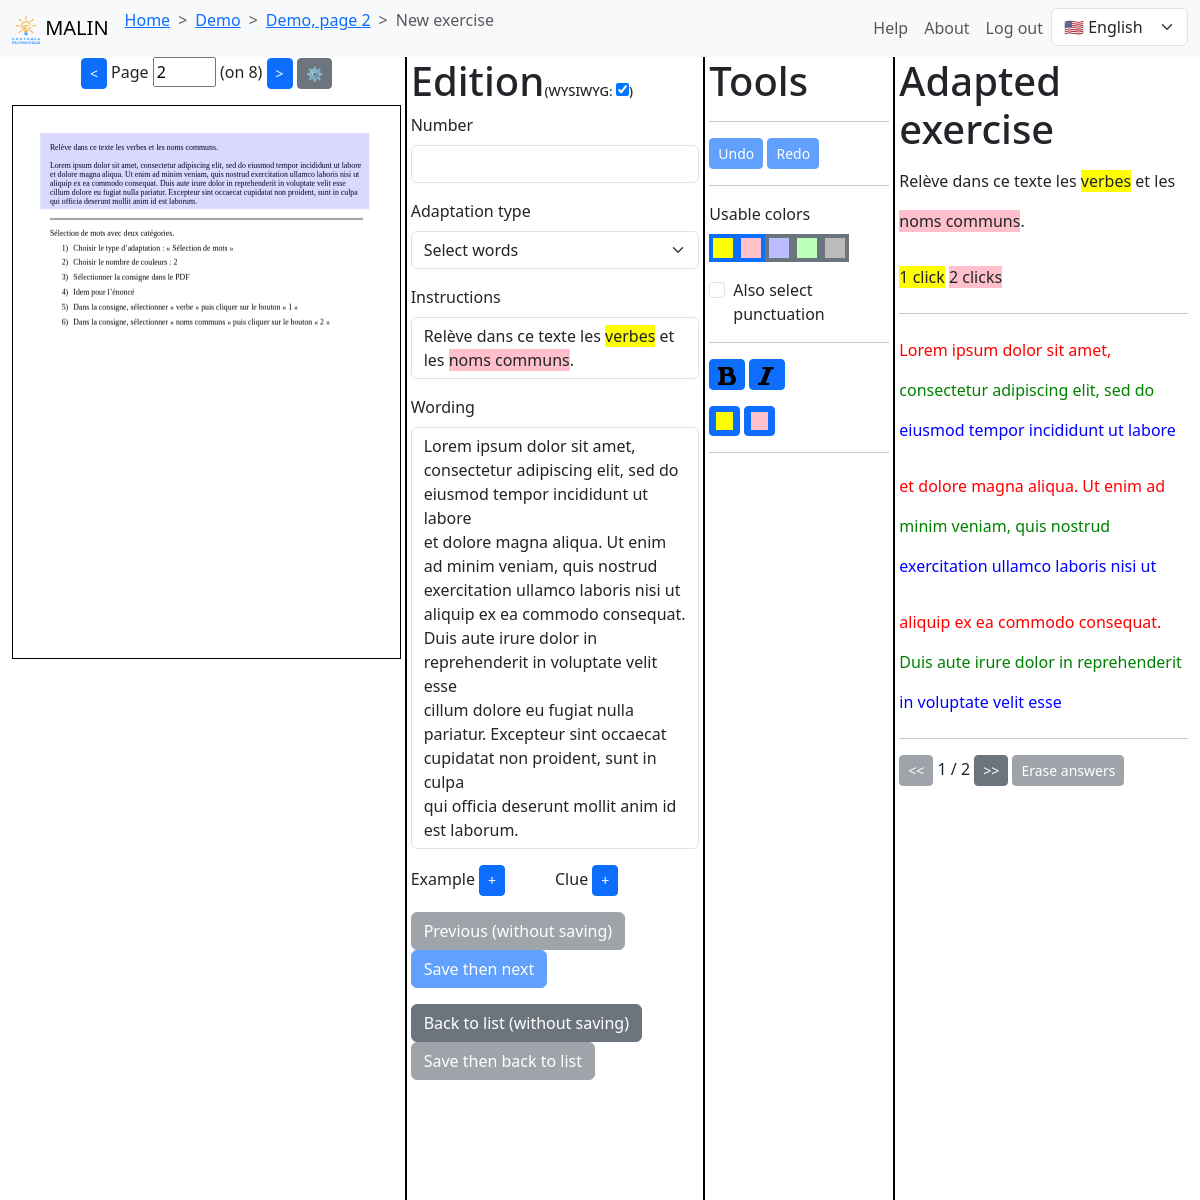 MALIN
Home > Demo > Demo, page 2 > New exercise
Help About Log out 🇺🇸 English
< Page 2 (on 8) > ⚙️
Relève dans ce texte les verbes et les noms communs.
Lorem ipsum dolor sit amet, consectetur adipiscing elit, sed do eiusmod tempor incididunt ut labore
et dolore magna aliqua. Ut enim ad minim veniam, quis nostrud exercitation ullamco laboris nisi ut
aliquip ex ea commodo consequat. Duis aute irure dolor in reprehenderit in voluptate velit esse
cillum dolore eu fugiat nulla pariatur. Excepteur sint occaecat cupidatat non proident, sunt in culpa
qui officia deserunt mollit anim id est laborum.
Sélection de mots avec deux catégories.
1) Choisir le type d'adaptation : « Sélection de mots »
2) Choisir le nombre de couleurs : 2
3) Sélectionner la consigne dans le PDF
4) Idem pour l'énoncé
5) Dans la consigne, sélectionner « verbe » puis cliquer sur le bouton « 1 »
6) Dans la consigne, sélectionner « noms communs » puis cliquer sur le bouton « 2 »
Edition (WYSIWYG: )
Number
Adaptation type
Select words
Instructions
Relève dans ce texte les verbes et
les noms communs.
Wording
Lorem ipsum dolor sit amet,
consectetur adipiscing elit, sed do
eiusmod tempor incididunt ut
labore
et dolore magna aliqua. Ut enim
ad minim veniam, quis nostrud
exercitation ullamco laboris nisi ut
aliquip ex ea commodo consequat.
Duis aute irure dolor in
reprehenderit in voluptate velit
esse
cillum dolore eu fugiat nulla
pariatur. Excepteur sint occaecat
cupidatat non proident, sunt in
culpa
qui officia deserunt mollit anim id
est laborum.
Example + Clue +
Previous (without saving)
Save then next
Back to list (without saving)
Save then back to list
Tools
Undo Redo
Usable colors
Also select
punctuation
B I
Adapted
exercise
Relève dans ce texte les verbes et les
noms communs.
1 click 2 clicks
Lorem ipsum dolor sit amet,
consectetur adipiscing elit, sed do
eiusmod tempor incididunt ut labore
et dolore magna aliqua. Ut enim ad
minim veniam, quis nostrud
exercitation ullamco laboris nisi ut
aliquip ex ea commodo consequat.
Duis aute irure dolor in reprehenderit
in voluptate velit esse
<< 1 / 2 >> Erase answers